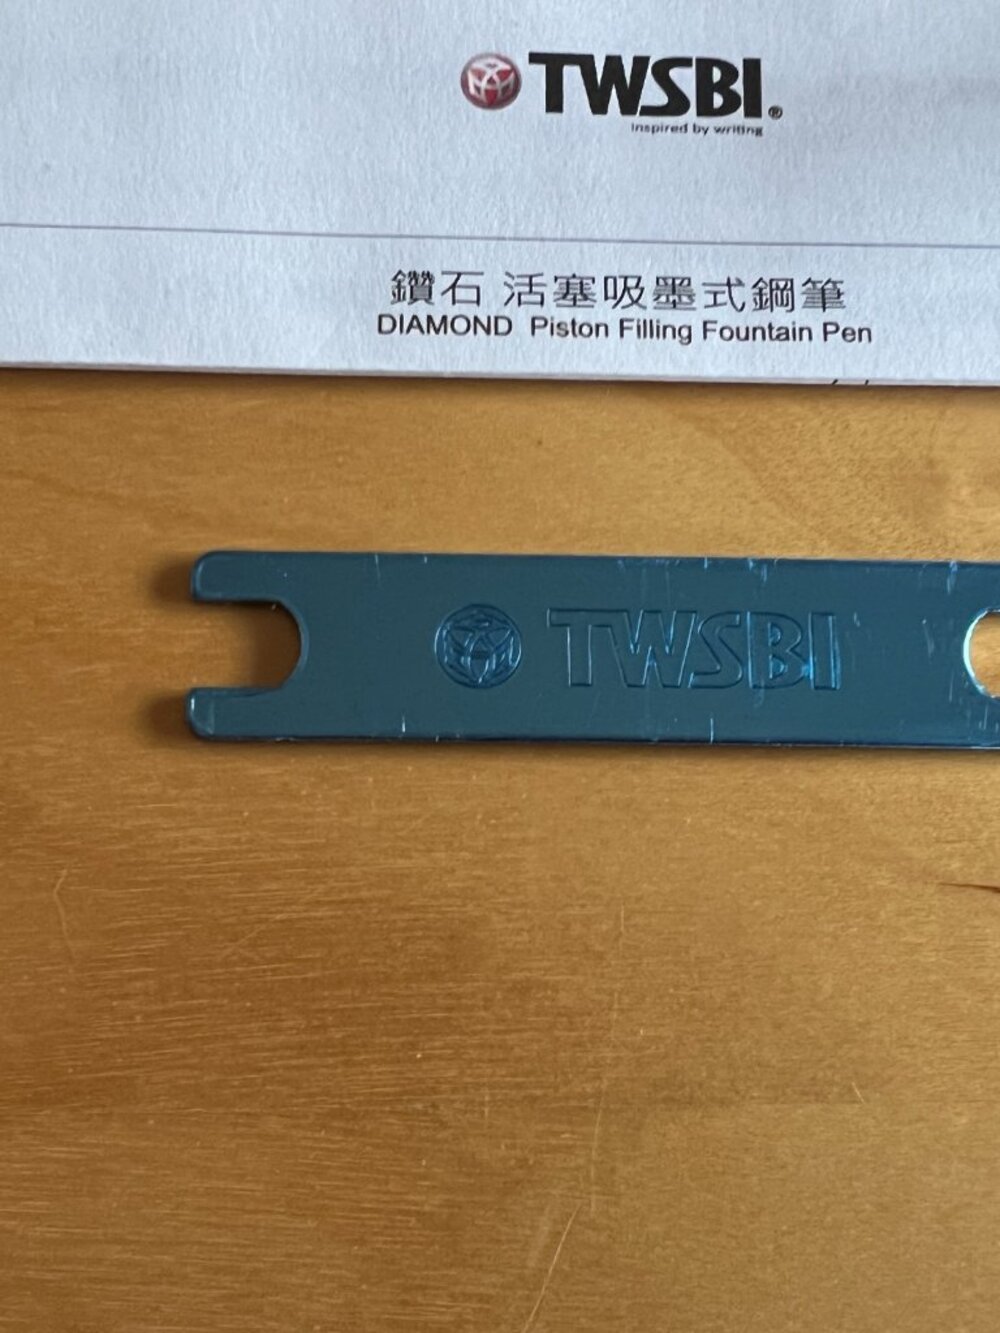 TWSBI®
inspired by writing
鑽石 活塞吸墨式鋼筆
DIAMOND Piston Filling Fountain Pen
TWSBI